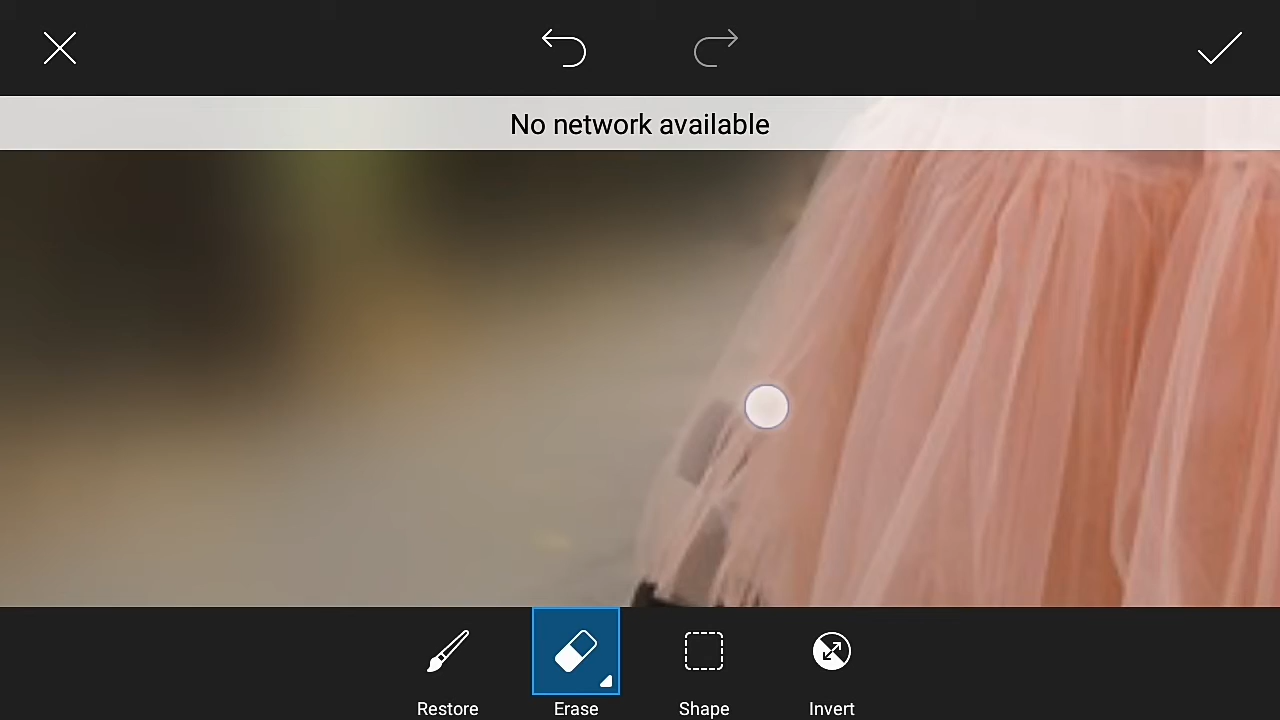 No network available
Restore
Erase
Shape
Invert